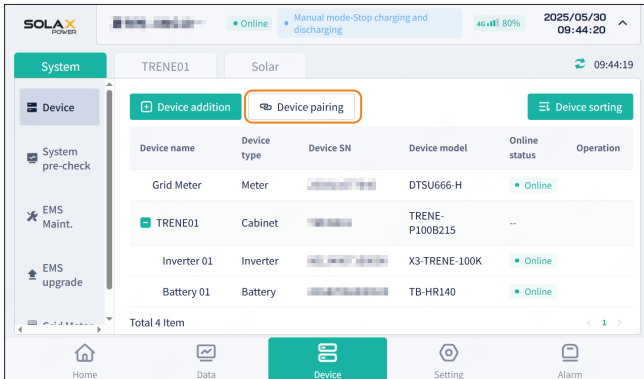 SOLAX
POWER
Online
Manual mode-Stop charging and
discharging
4G 80%
2025/05/30
09:44:20
System
TRENE01
Solar
09:44:19
Device
System
pre-check
EMS
Maint.
EMS
upgrade
Grid Meter
Device addition
Device pairing
Deivce sorting
Device name
Device
type
Device SN
Device model
Online
status
Operation
Grid Meter Meter DTSU666-H Online
TRENE01 Cabinet TRENE-
P100B215 --
Inverter 01 Inverter X3-TRENE-100K Online
Battery 01 Battery TB-HR140 Online
Total 4 Item
< 1 >
Home
Data
Device
Setting
Alarm